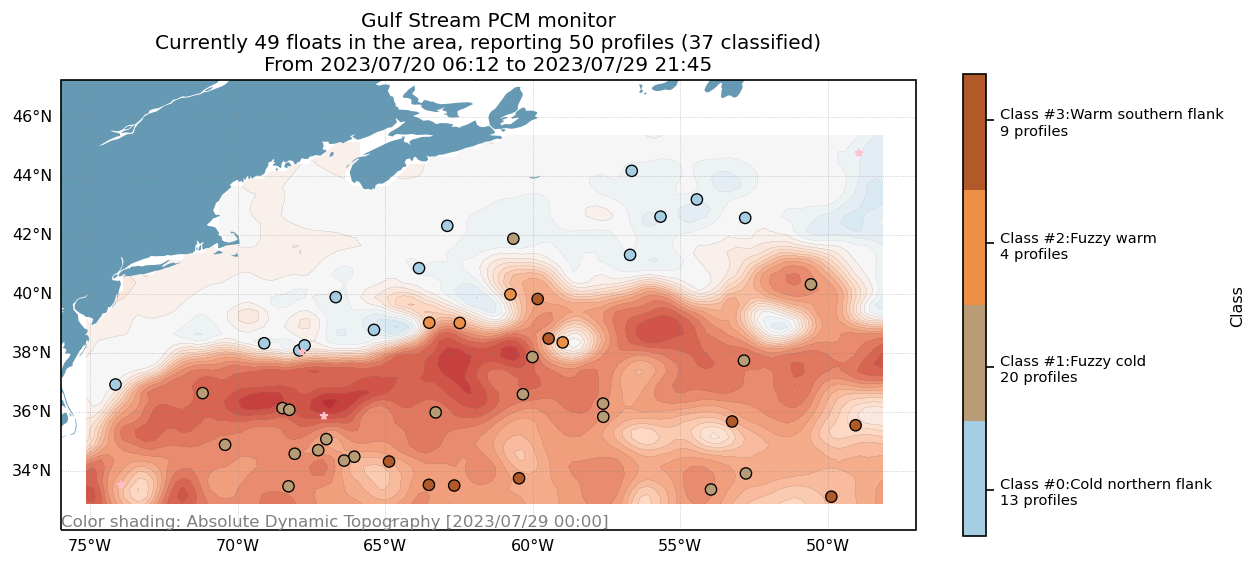 Gulf Stream PCM monitor
Currently 49 floats in the area, reporting 50 profiles (37 classified)
From 2023/07/20 06:12 to 2023/07/29 21:45
46°N
44°N
42°N
40°N
38°N
36°N
34°N
Color shading: Absolute Dynamic Topography [2023/07/29 00:00]
75°W
70°W
65°W
60°W
55°W
50°W
Class #3:Warm southern flank
9 profiles
Class #2:Fuzzy warm
4 profiles
Class #1:Fuzzy cold
20 profiles
Class #0:Cold northern flank
13 profiles
Class